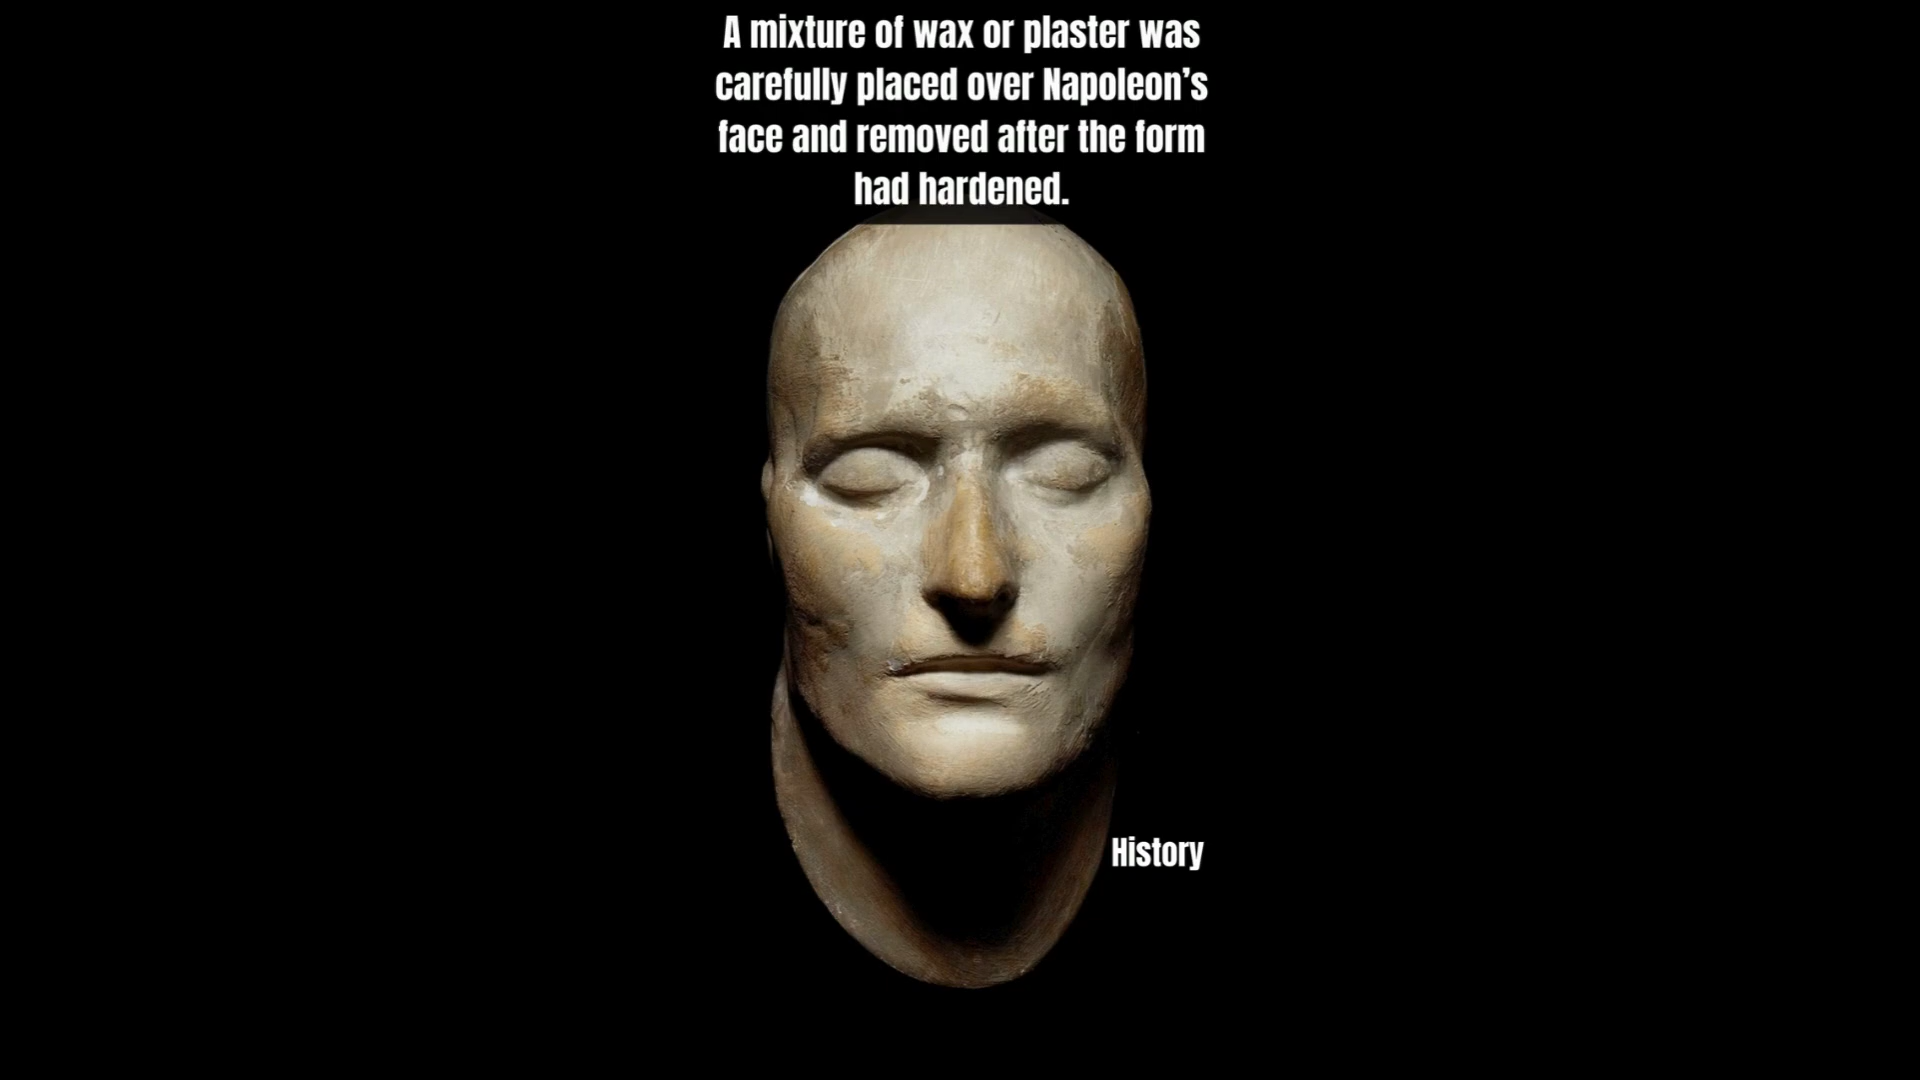 A mixture of wax or plaster was
carefully placed over Napoleon’s
face and removed after the form
had hardened.
History